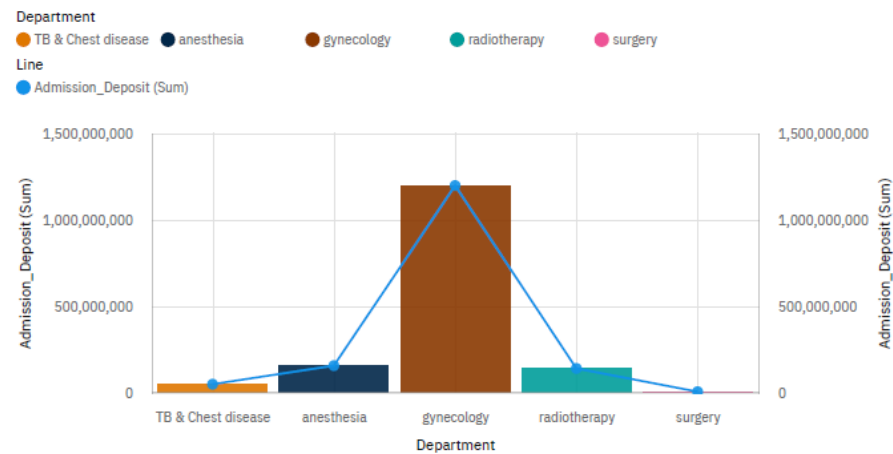 Department
TB & Chest disease anesthesia gynecology radiotherapy surgery
Line
Admission_Deposit (Sum)
1,500,000,000 1,500,000,000
1,000,000,000 1,000,000,000
500,000,000 500,000,000
0 0
Admission_Deposit (Sum)
Admission_Deposit (Sum)
TB & Chest disease anesthesia gynecology radiotherapy surgery
Department